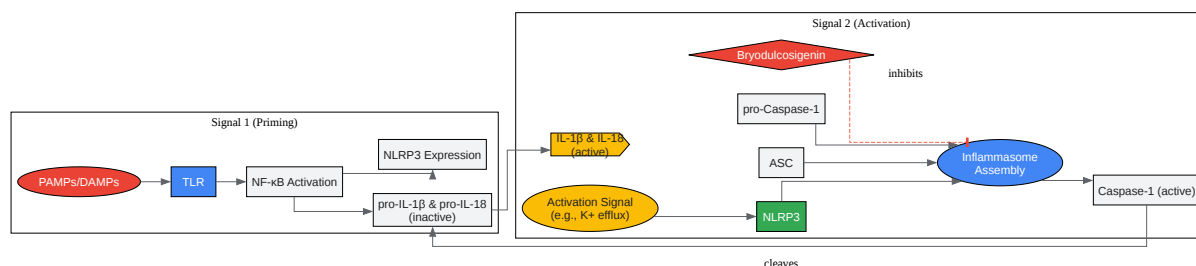 Signal 1 (Priming)
PAMPs/DAMPs
TLR
NF-κB Activation
NLRP3 Expression
pro-IL-1β & pro-IL-18
(inactive)
Signal 2 (Activation)
Bryodulcosigenin
inhibits
pro-Caspase-1
IL-1β & IL-18
(active)
ASC
Inflammasome
Assembly
Activation Signal
(e.g., K+ efflux)
NLRP3
Caspase-1 (active)
cleaves